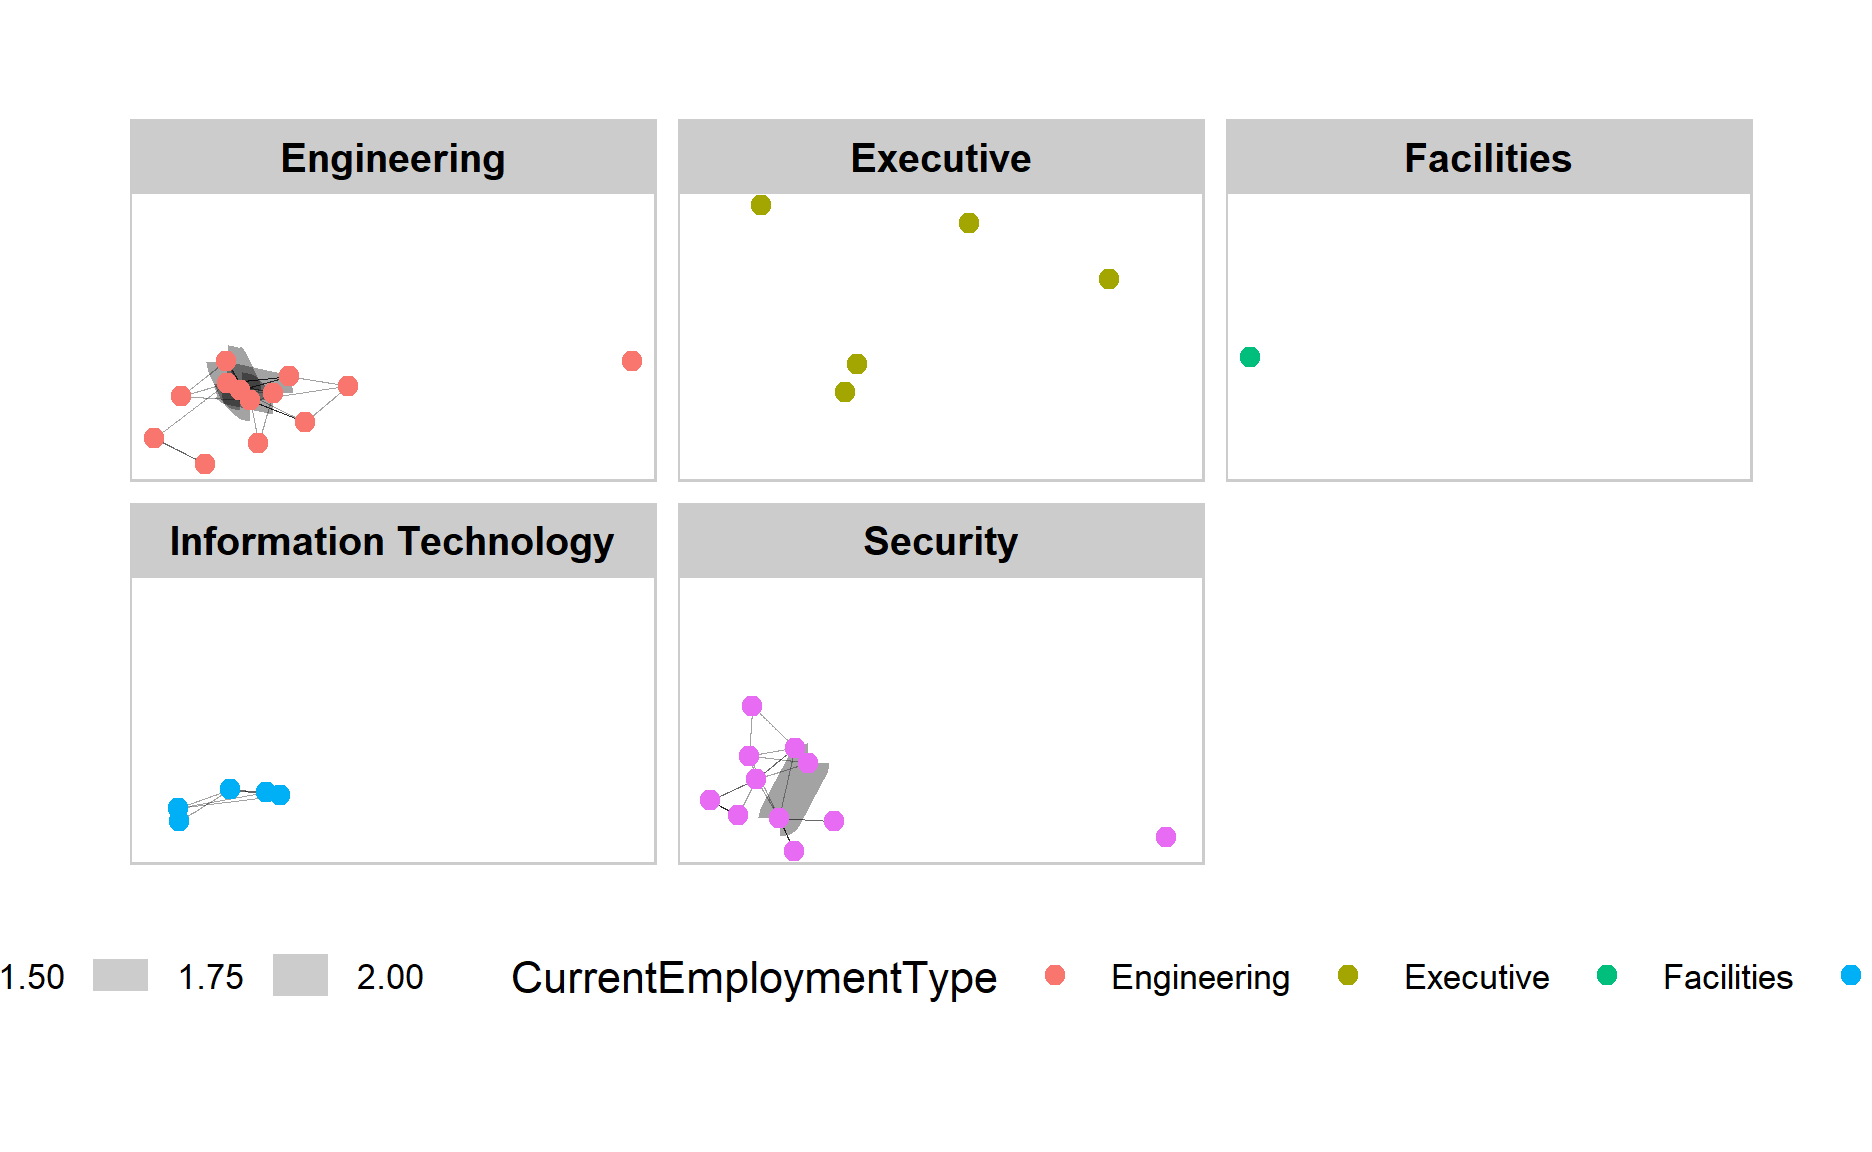 Engineering
Executive
Facilities
Information Technology
Security
1.50 1.75 2.00 CurrentEmploymentType Engineering Executive Facilities